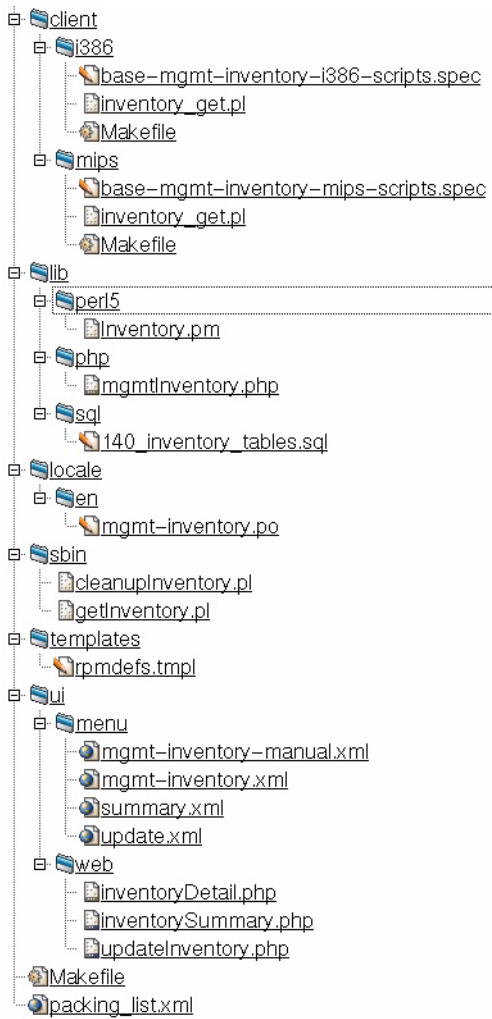 client
i386
base-mgmt-inventory-i386-scripts.spec
inventory_get.pl
Makefile
mips
base-mgmt-inventory-mips-scripts.spec
inventory_get.pl
Makefile
lib
perl5
Inventory.pm
php
mgmtInventory.php
sql
140_inventory_tables.sql
locale
en
mgmt-inventory.po
sbin
cleanupInventory.pl
getInventory.pl
templates
rpmdefs.tmpl
ui
menu
mgmt-inventory-manual.xml
mgmt-inventory.xml
summary.xml
update.xml
web
inventoryDetail.php
inventorySummary.php
updateInventory.php
Makefile
packing_list.xml